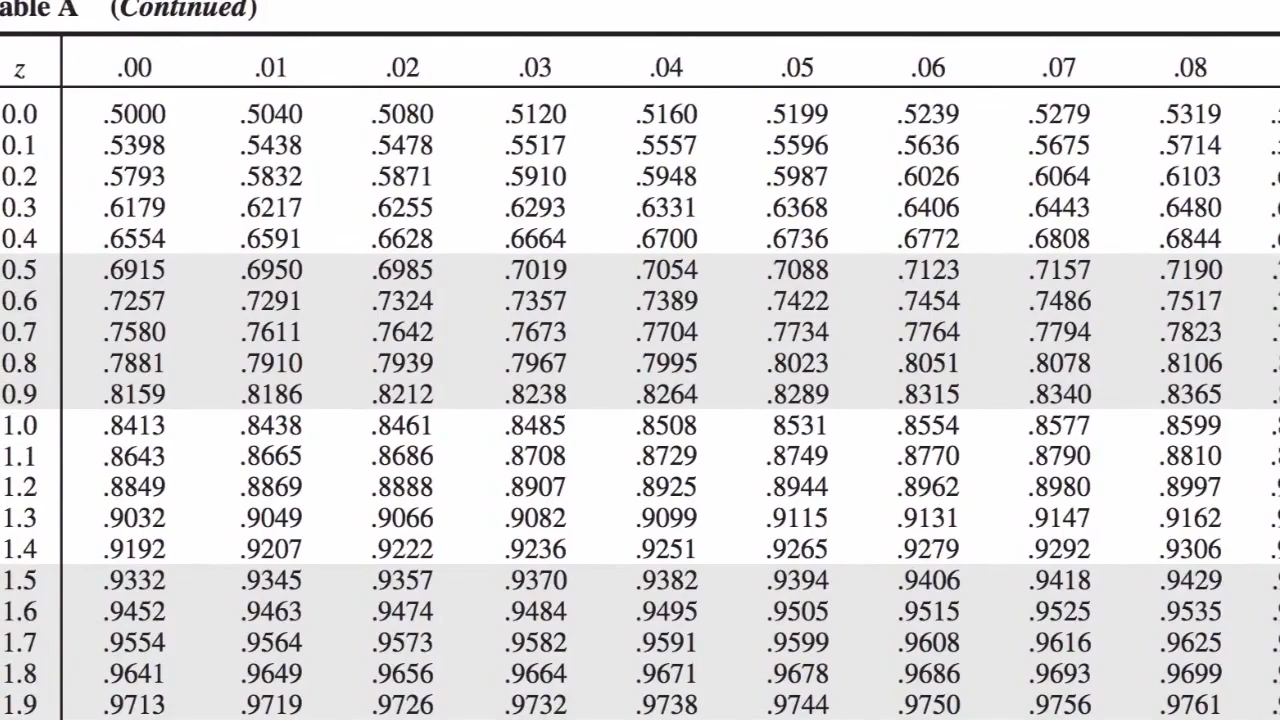 able A (Continued)
z .00 .01 .02 .03 .04 .05 .06 .07 .08
0.0 .5000 .5040 .5080 .5120 .5160 .5199 .5239 .5279 .5319
0.1 .5398 .5438 .5478 .5517 .5557 .5596 .5636 .5675 .5714
0.2 .5793 .5832 .5871 .5910 .5948 .5987 .6026 .6064 .6103
0.3 .6179 .6217 .6255 .6293 .6331 .6368 .6406 .6443 .6480
0.4 .6554 .6591 .6628 .6664 .6700 .6736 .6772 .6808 .6844
0.5 .6915 .6950 .6985 .7019 .7054 .7088 .7123 .7157 .7190
0.6 .7257 .7291 .7324 .7357 .7389 .7422 .7454 .7486 .7517
0.7 .7580 .7611 .7642 .7673 .7704 .7734 .7764 .7794 .7823
0.8 .7881 .7910 .7939 .7967 .7995 .8023 .8051 .8078 .8106
0.9 .8159 .8186 .8212 .8238 .8264 .8289 .8315 .8340 .8365
1.0 .8413 .8438 .8461 .8485 .8508 8531 .8554 .8577 .8599
1.1 .8643 .8665 .8686 .8708 .8729 .8749 .8770 .8790 .8810
1.2 .8849 .8869 .8888 .8907 .8925 .8944 .8962 .8980 .8997
1.3 .9032 .9049 .9066 .9082 .9099 .9115 .9131 .9147 .9162
1.4 .9192 .9207 .9222 .9236 .9251 .9265 .9279 .9292 .9306
1.5 .9332 .9345 .9357 .9370 .9382 .9394 .9406 .9418 .9429
1.6 .9452 .9463 .9474 .9484 .9495 .9505 .9515 .9525 .9535
1.7 .9554 .9564 .9573 .9582 .9591 .9599 .9608 .9616 .9625
1.8 .9641 .9649 .9656 .9664 .9671 .9678 .9686 .9693 .9699
1.9 .9713 .9719 .9726 .9732 .9738 .9744 .9750 .9756 .9761